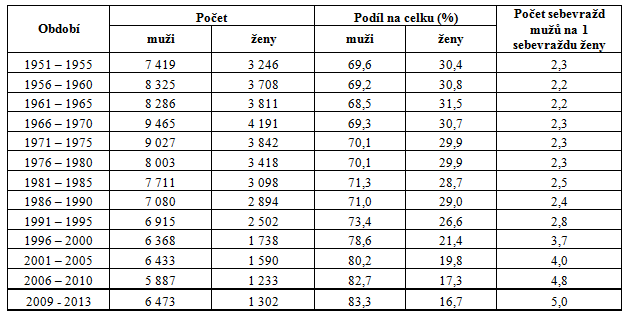 Období Počet Podíl na celku (%) Počet sebevražd mužů na 1 sebevraždu ženy
muži ženy muži ženy
1951 – 1955 7 419 3 246 69,6 30,4 2,3
1956 – 1960 8 325 3 708 69,2 30,8 2,2
1961 – 1965 8 286 3 811 68,5 31,5 2,2
1966 – 1970 9 465 4 191 69,3 30,7 2,3
1971 – 1975 9 027 3 842 70,1 29,9 2,3
1976 – 1980 8 003 3 418 70,1 29,9 2,3
1981 – 1985 7 711 3 098 71,3 28,7 2,5
1986 – 1990 7 080 2 894 71,0 29,0 2,4
1991 – 1995 6 915 2 502 73,4 26,6 2,8
1996 – 2000 6 368 1 738 78,6 21,4 3,7
2001 – 2005 6 433 1 590 80,2 19,8 4,0
2006 – 2010 5 887 1 233 82,7 17,3 4,8
2009 - 2013 6 473 1 302 83,3 16,7 5,0